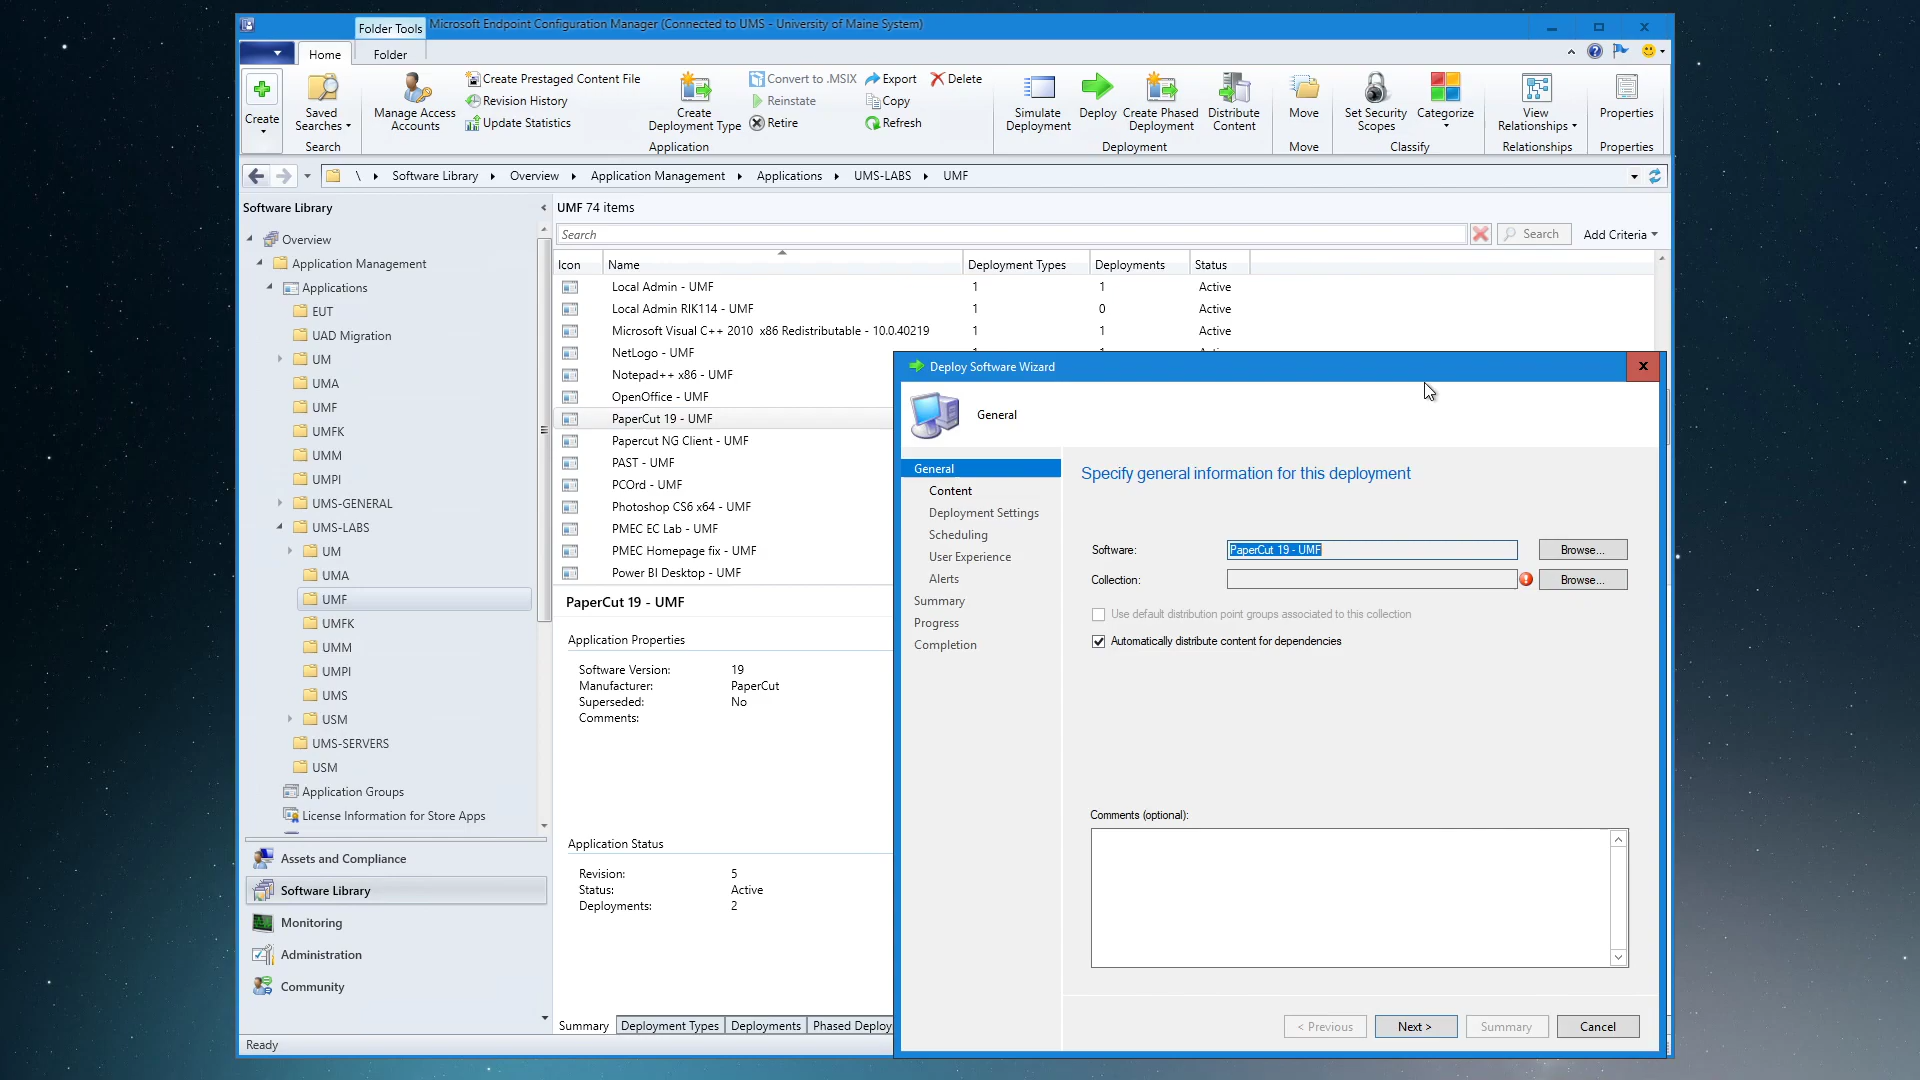 Folder Tools
Microsoft Endpoint Configuration Manager (Connected to UMS - University of Maine System)
Home
Folder
Create
Saved Searches
Search
Manage Access Accounts
Create Prestaged Content File
Revision History
Update Statistics
Create Deployment Type
Convert to .MSIX
Reinstate
Retire
Export
Copy
Refresh
Delete
Application
Simulate Deployment
Deploy
Create Phased Deployment
Distribute Content
Deployment
Move
Move
Set Security Scopes
Categorize
Classify
View Relationships
Relationships
Properties
Properties
\ Software Library Overview Application Management Applications UMS-LABS UMF
Software Library
Overview
Application Management
Applications
EUT
UAD Migration
UM
UMA
UMF
UMFK
UMM
UMPI
UMS-GENERAL
UMS-LABS
UM
UMA
UMF
UMFK
UMM
UMPI
UMS
USM
UMS-SERVERS
USM
Application Groups
License Information for Store Apps
Assets and Compliance
Software Library
Monitoring
Administration
Community
UMF 74 items
Search
Search
Add Criteria
Icon Name Deployment Types Deployments Status
Local Admin - UMF 1 1 Active
Local Admin RIK114 - UMF 1 0 Active
Microsoft Visual C++ 2010 x86 Redistributable - 10.0.40219 1 1 Active
NetLogo - UMF
Notepad++ x86 - UMF
OpenOffice - UMF
PaperCut 19 - UMF
Papercut NG Client - UMF
PAST - UMF
PCOrd - UMF
Photoshop CS6 x64 - UMF
PMEC EC Lab - UMF
PMEC Homepage fix - UMF
Power BI Desktop - UMF
PaperCut 19 - UMF
Application Properties
Software Version: 19
Manufacturer: PaperCut
Superseded: No
Comments:
Application Status
Revision: 5
Status: Active
Deployments: 2
Summary Deployment Types Deployments Phased Deploy
Ready
Deploy Software Wizard
General
General
Content
Deployment Settings
Scheduling
User Experience
Alerts
Summary
Progress
Completion
Specify general information for this deployment
Software: PaperCut 19 - UMF Browse...
Collection: Browse...
Use default distribution point groups associated to this collection
Automatically distribute content for dependencies
Comments (optional):
< Previous Next > Summary Cancel